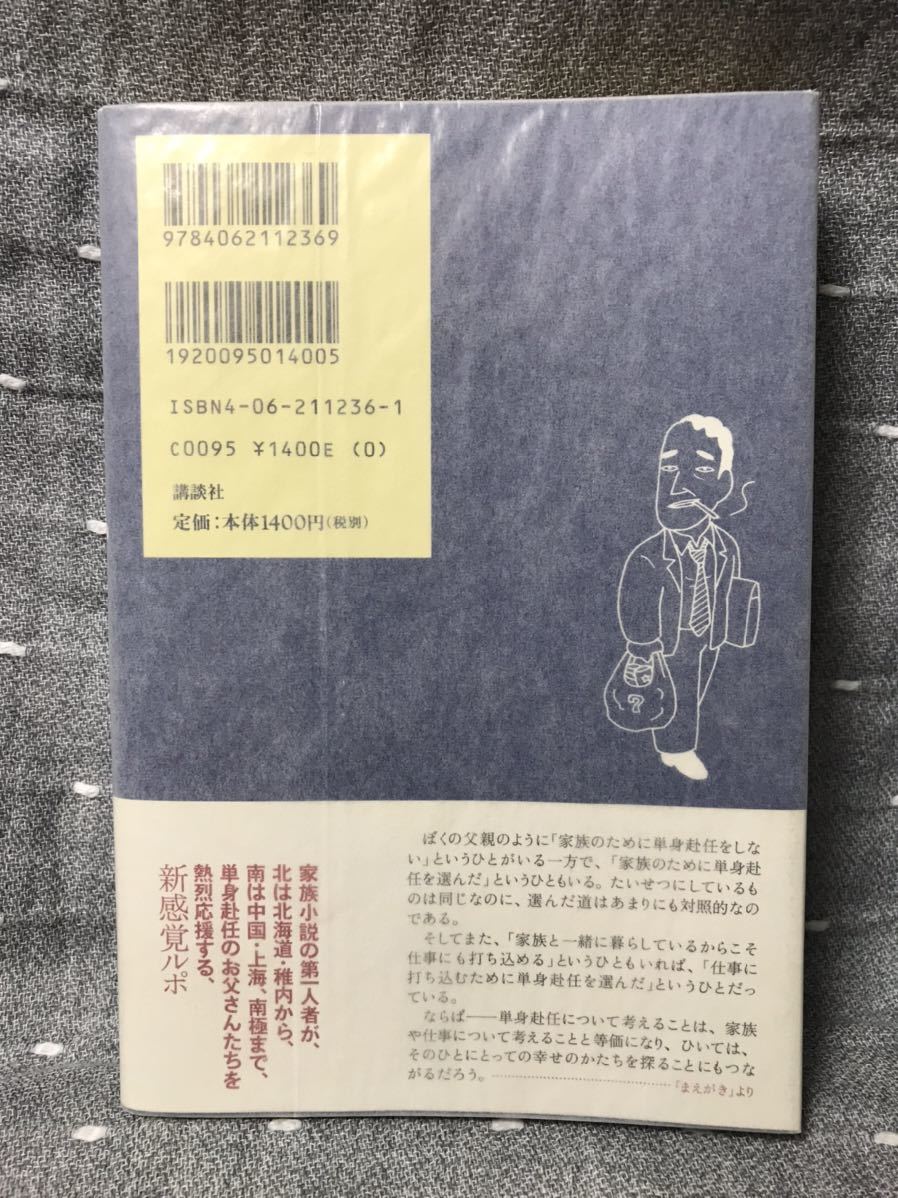 9784062112369
1920095014005
ISBN4-06-211236-1
C0095 ¥1400E (0)
講談社
定価:本体1400円(税別)
?
ぼくの父親のように「家族のために単身赴任をしな
い」というひとがいる一方で、「家族のために単身赴
任を選んだ」というひともいる。たいせつにしているも
のは同じなのに、選んだ道はあまりにも対照的なの
である。
そしてまた、「家族と一緒に暮らしているからこそ
仕事にも打ち込める」というひともいれば、「仕事に
打ち込むために単身赴任を選んだ」というひとだっ
ている。
ならば――単身赴任について考えることは、家族
や仕事について考えることと等価になり、ひいては、
そのひとにとっての幸せのかたちを探ることにもつな
がるだろう。……………………「まえがき」より
家族小説の第一人者が、
北は北海道・稚内から、
南は中国・上海、南極まで、
単身赴任のお父さんたちを
熱烈応援する、
新感覚ルポ